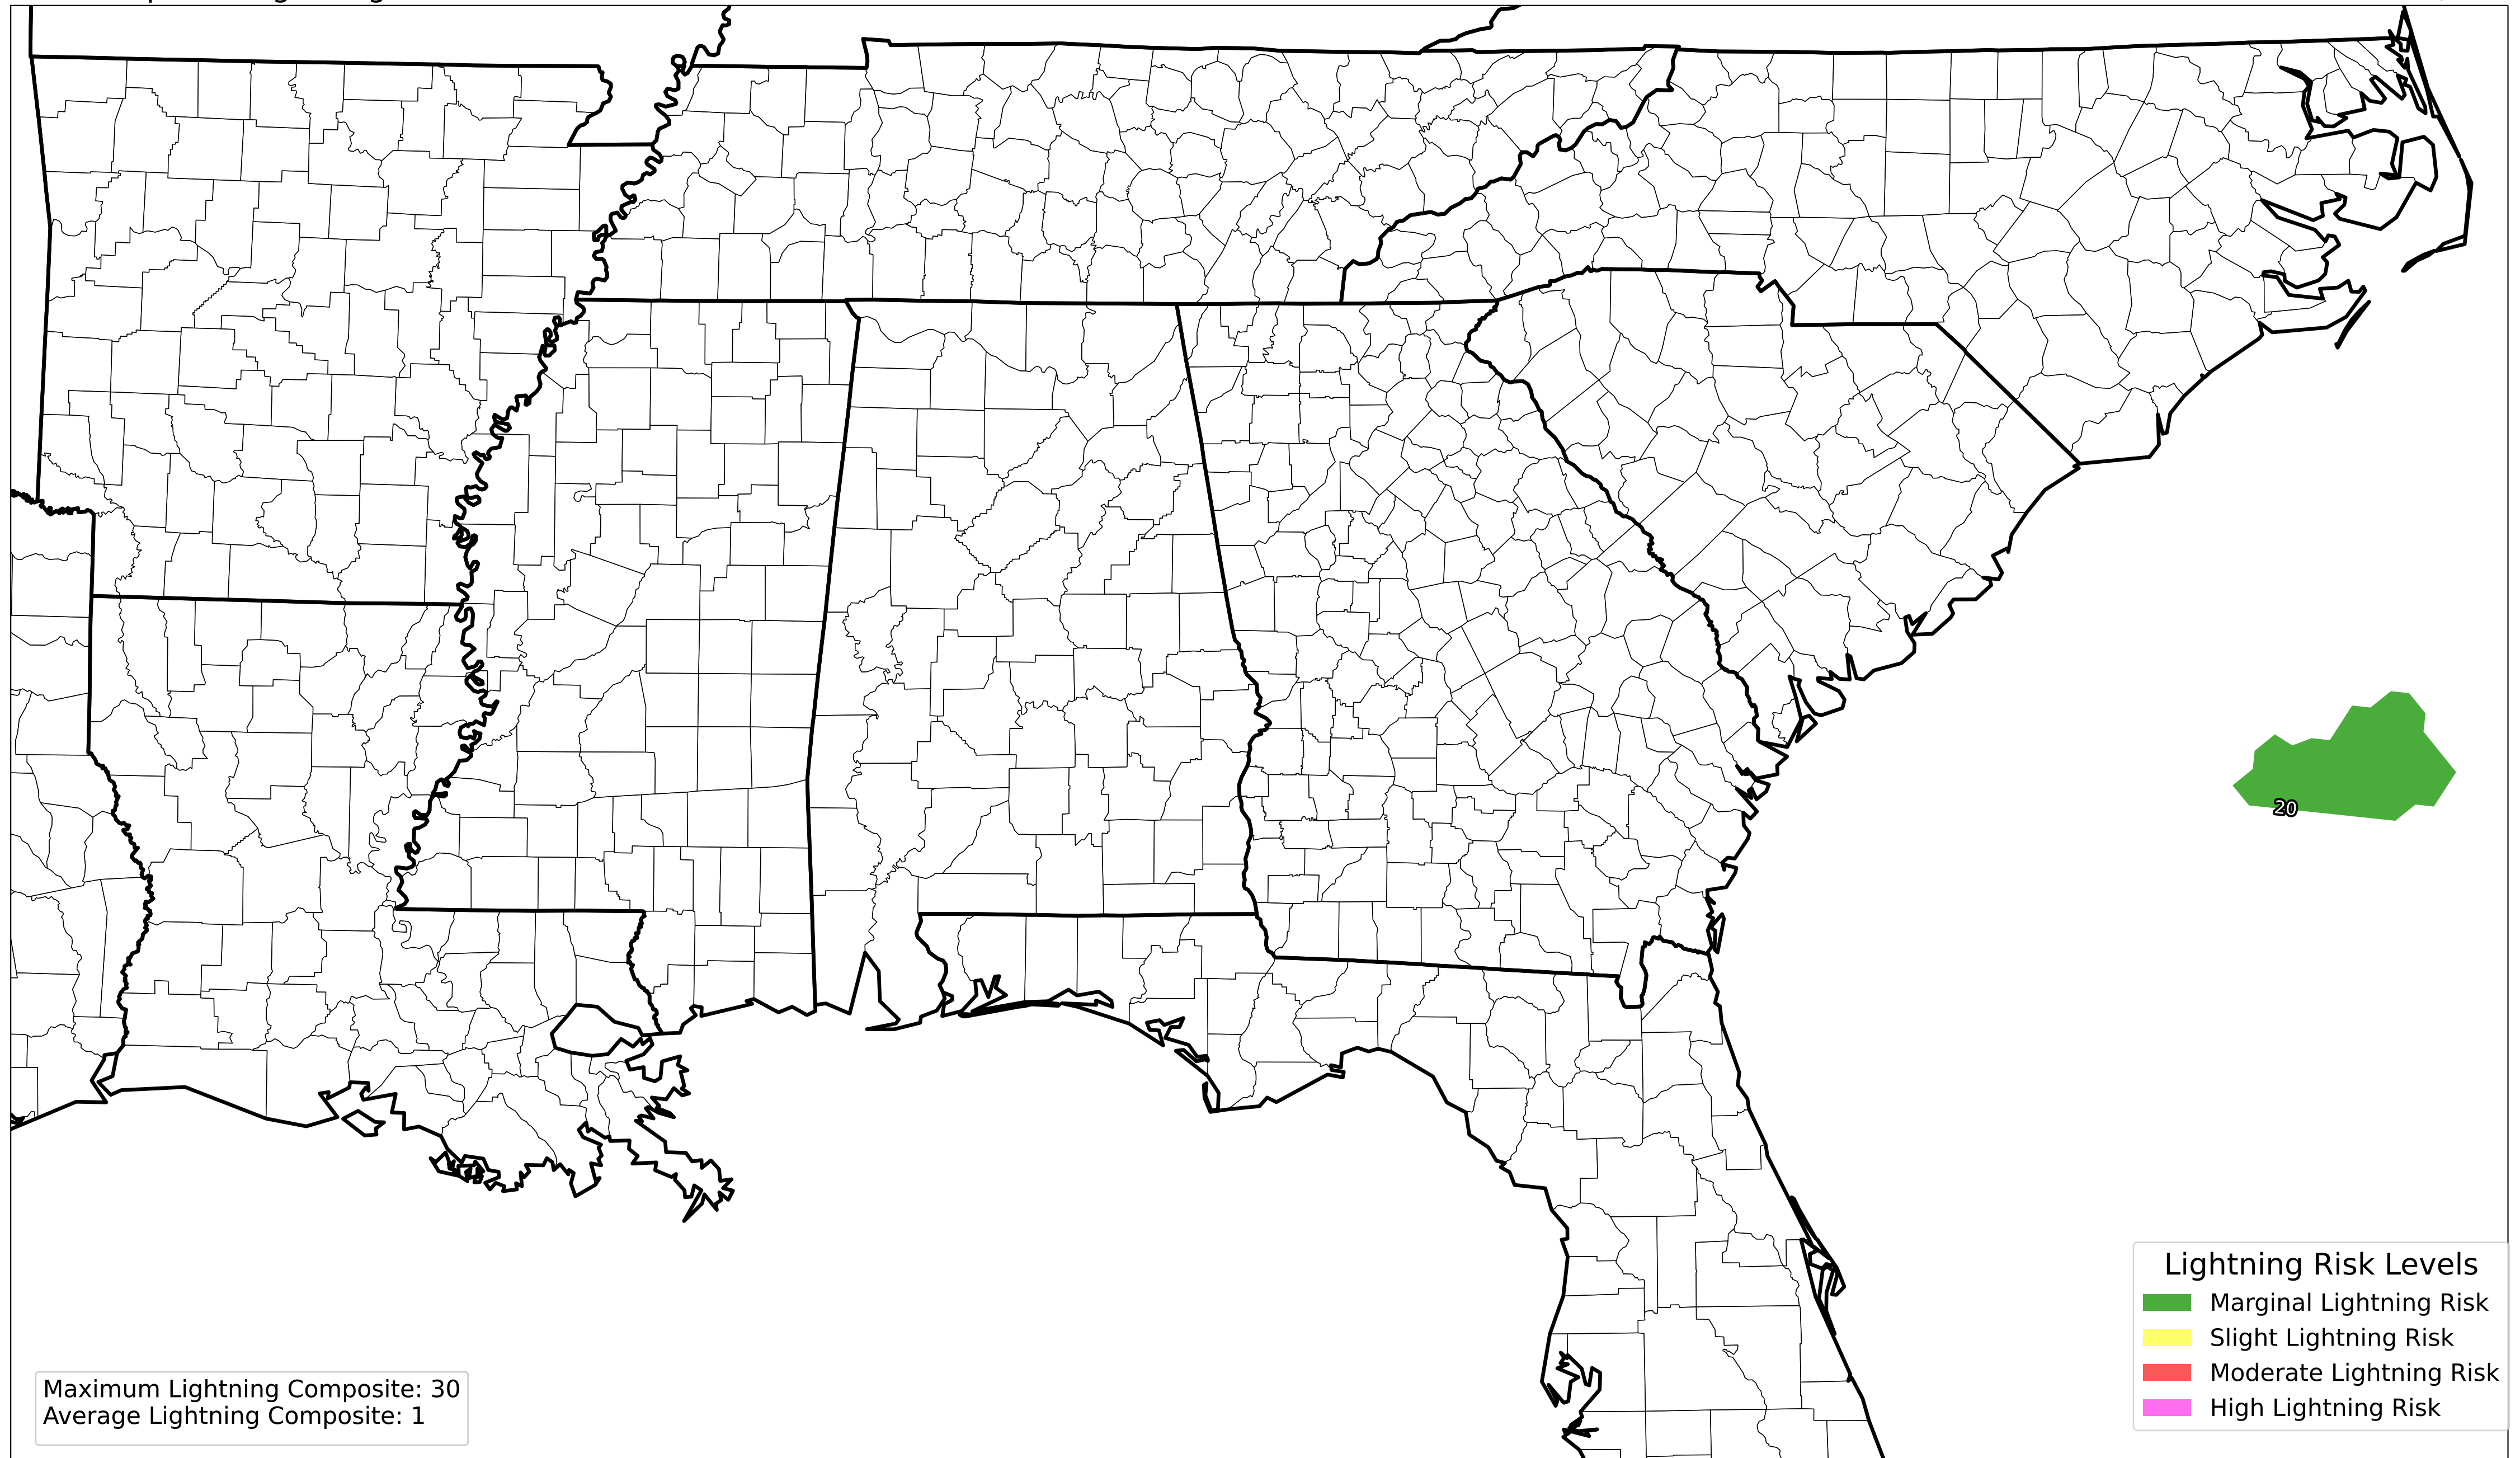 20
Lightning Risk Levels
Marginal Lightning Risk
Slight Lightning Risk
Moderate Lightning Risk
High Lightning Risk
Maximum Lightning Composite: 30
Average Lightning Composite: 1